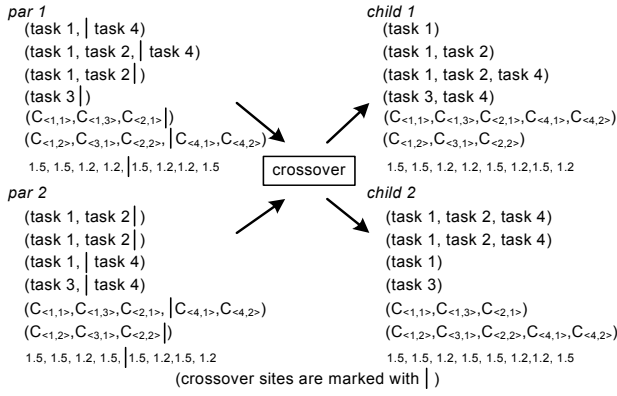 par 1
(task 1,| task 4)
(task 1, task 2,| task 4)
(task 1, task 2|)
(task 3|)
(C<1,1>,C<1,3>,C<2,1>|)
(C<1,2>,C<3,1>,C<2,2>,|C<4,1>,C<4,2>)
1.5, 1.5, 1.2, 1.2,|1.5, 1.2,1.2, 1.5
par 2
(task 1, task 2|)
(task 1, task 2|)
(task 1,| task 4)
(task 3,| task 4)
(C<1,1>,C<1,3>,C<2,1>,|C<4,1>,C<4,2>)
(C<1,2>,C<3,1>,C<2,2>|)
1.5, 1.5, 1.2, 1.5,|1.5, 1.2,1.5, 1.2
crossover
child 1
(task 1)
(task 1, task 2)
(task 1, task 2, task 4)
(task 3, task 4)
(C<1,1>,C<1,3>,C<2,1>,C<4,1>,C<4,2>)
(C<1,2>,C<3,1>,C<2,2>)
1.5, 1.5, 1.2, 1.2, 1.5, 1.2,1.5, 1.2
child 2
(task 1, task 2, task 4)
(task 1, task 2, task 4)
(task 1)
(task 3)
(C<1,1>,C<1,3>,C<2,1>)
(C<1,2>,C<3,1>,C<2,2>,C<4,1>,C<4,2>)
1.5, 1.5, 1.2, 1.5, 1.5, 1.2,1.2, 1.5
(crossover sites are marked with | )